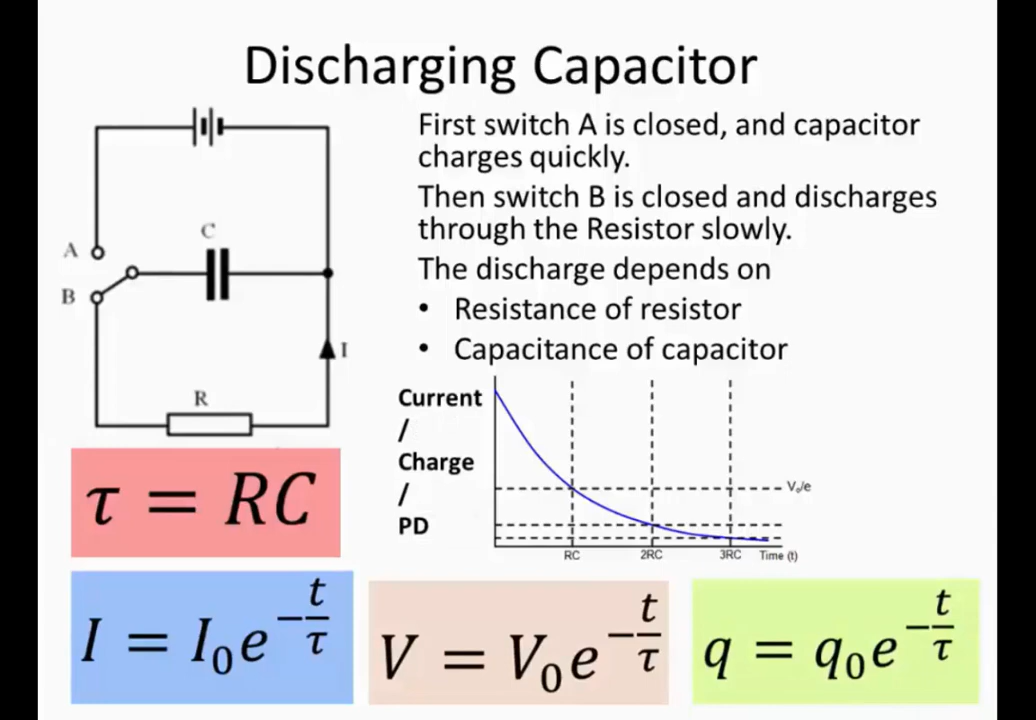 Discharging Capacitor
First switch A is closed, and capacitor
charges quickly.
Then switch B is closed and discharges
through the Resistor slowly.
The discharge depends on
• Resistance of resistor
• Capacitance of capacitor
A
B
C
I
R
Current
/
Charge
/
PD
V₀/e
RC 2RC 3RC Time (t)
τ = RC
I = I₀e^(-t/τ)
V = V₀e^(-t/τ)
q = q₀e^(-t/τ)